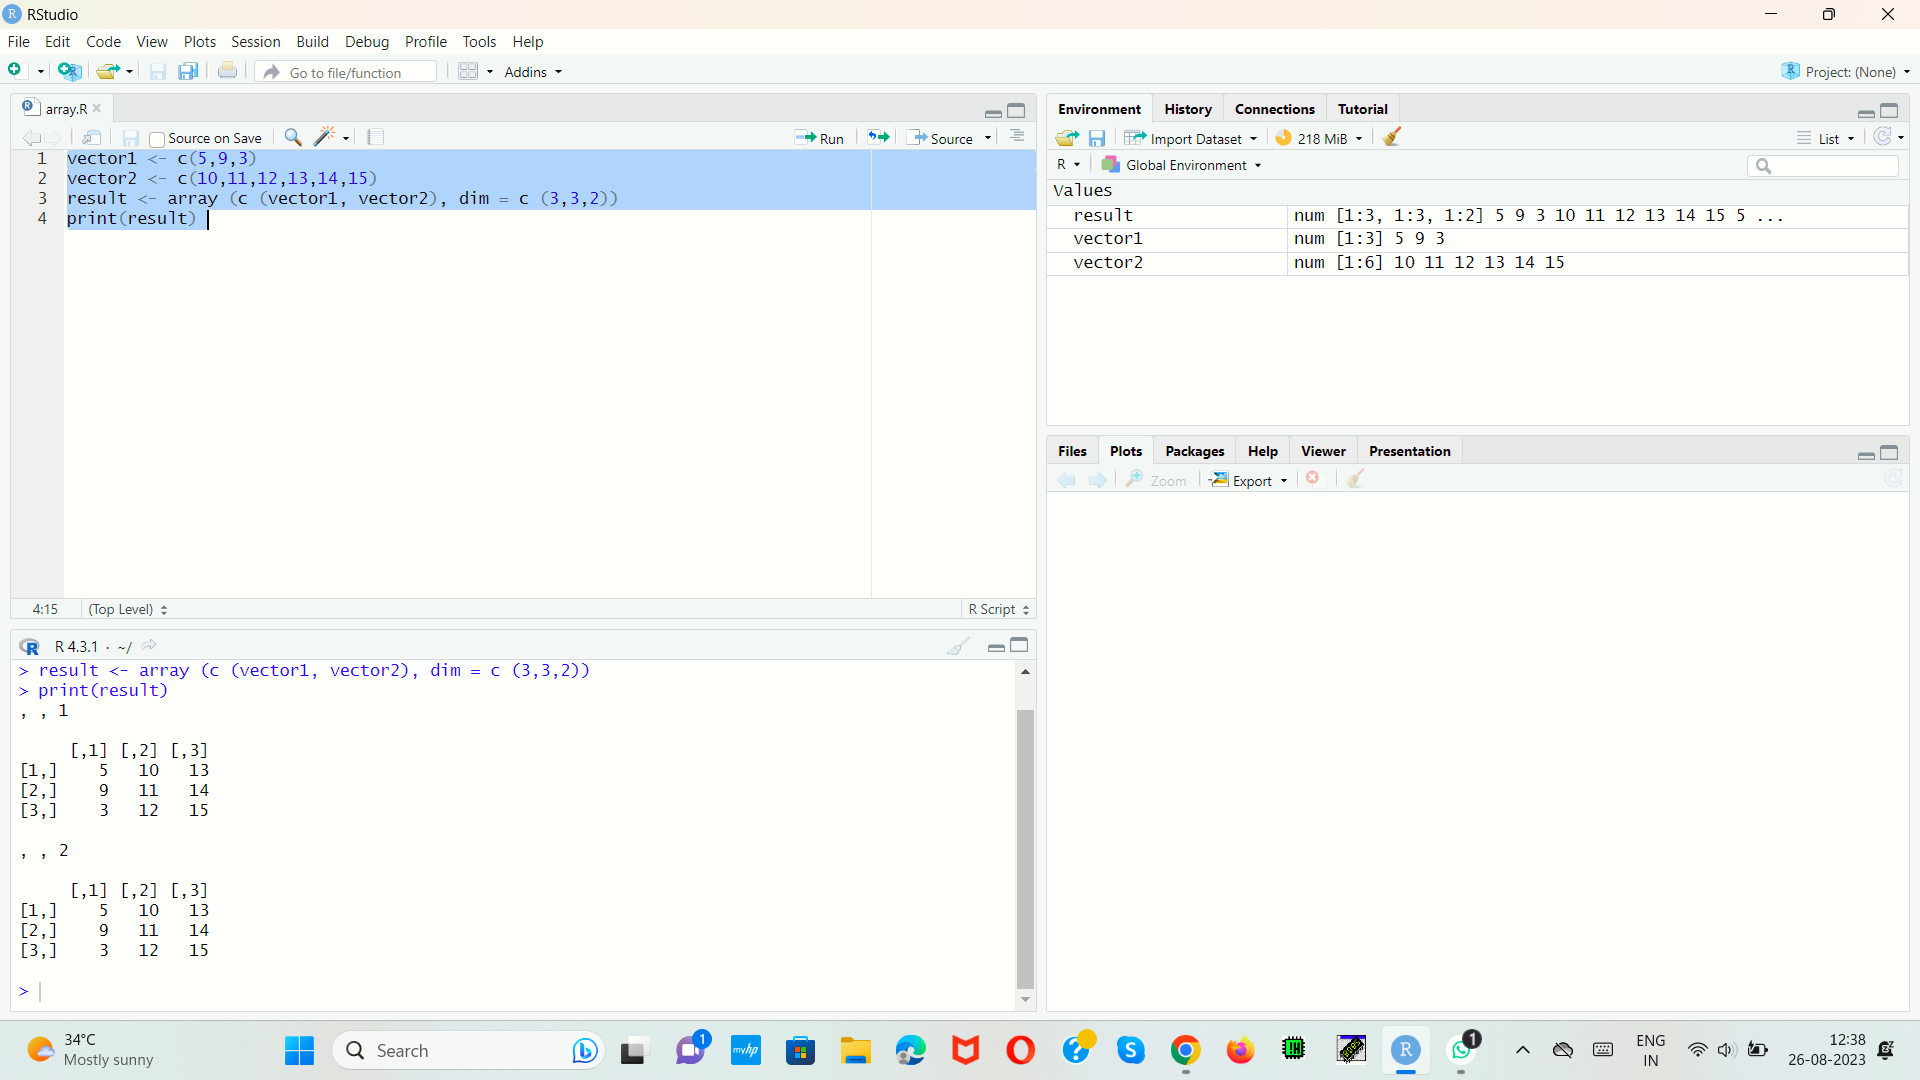 RStudio
File Edit Code View Plots Session Build Debug Profile Tools Help
Go to file/function Addins Project: (None)
array.R
Source on Save Run Source
1 vector1 <- c(5,9,3)
2 vector2 <- c(10,11,12,13,14,15)
3 result <- array (c (vector1, vector2), dim = c (3,3,2))
4 print(result)
4:15 (Top Level) R Script
R 4.3.1 · ~/
> result <- array (c (vector1, vector2), dim = c (3,3,2))
> print(result)
, , 1
[,1] [,2] [,3]
[1,] 5 10 13
[2,] 9 11 14
[3,] 3 12 15
, , 2
[,1] [,2] [,3]
[1,] 5 10 13
[2,] 9 11 14
[3,] 3 12 15
>
Environment History Connections Tutorial
Import Dataset 218 MiB List
R Global Environment
Values
result num [1:3, 1:3, 1:2] 5 9 3 10 11 12 13 14 15 5 ...
vector1 num [1:3] 5 9 3
vector2 num [1:6] 10 11 12 13 14 15
Files Plots Packages Help Viewer Presentation
Zoom Export
34°C
Mostly sunny
Search
1
myhp
1
ENG
IN
12:38
26-08-2023